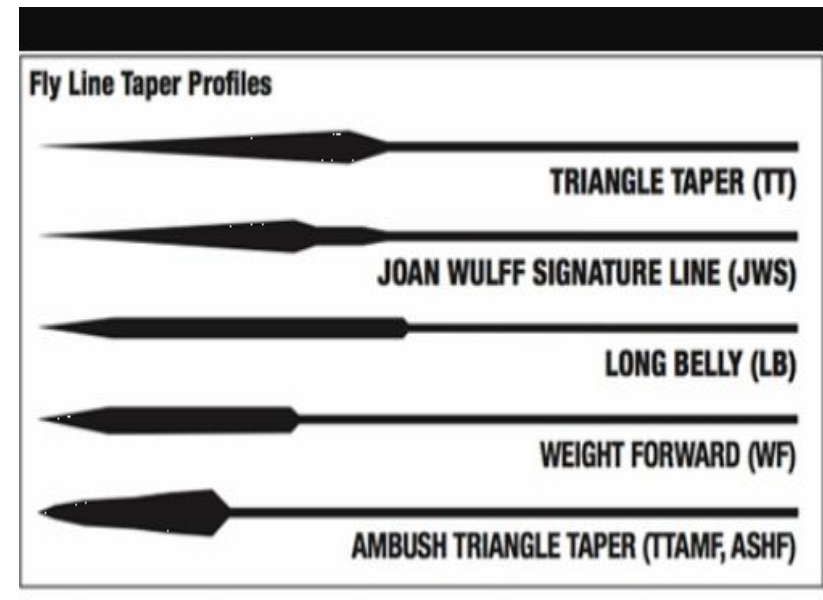 Fly Line Taper Profiles
TRIANGLE TAPER (TT)
JOAN WULFF SIGNATURE LINE (JWS)
LONG BELLY (LB)
WEIGHT FORWARD (WF)
AMBUSH TRIANGLE TAPER (TTAMF, ASHF)